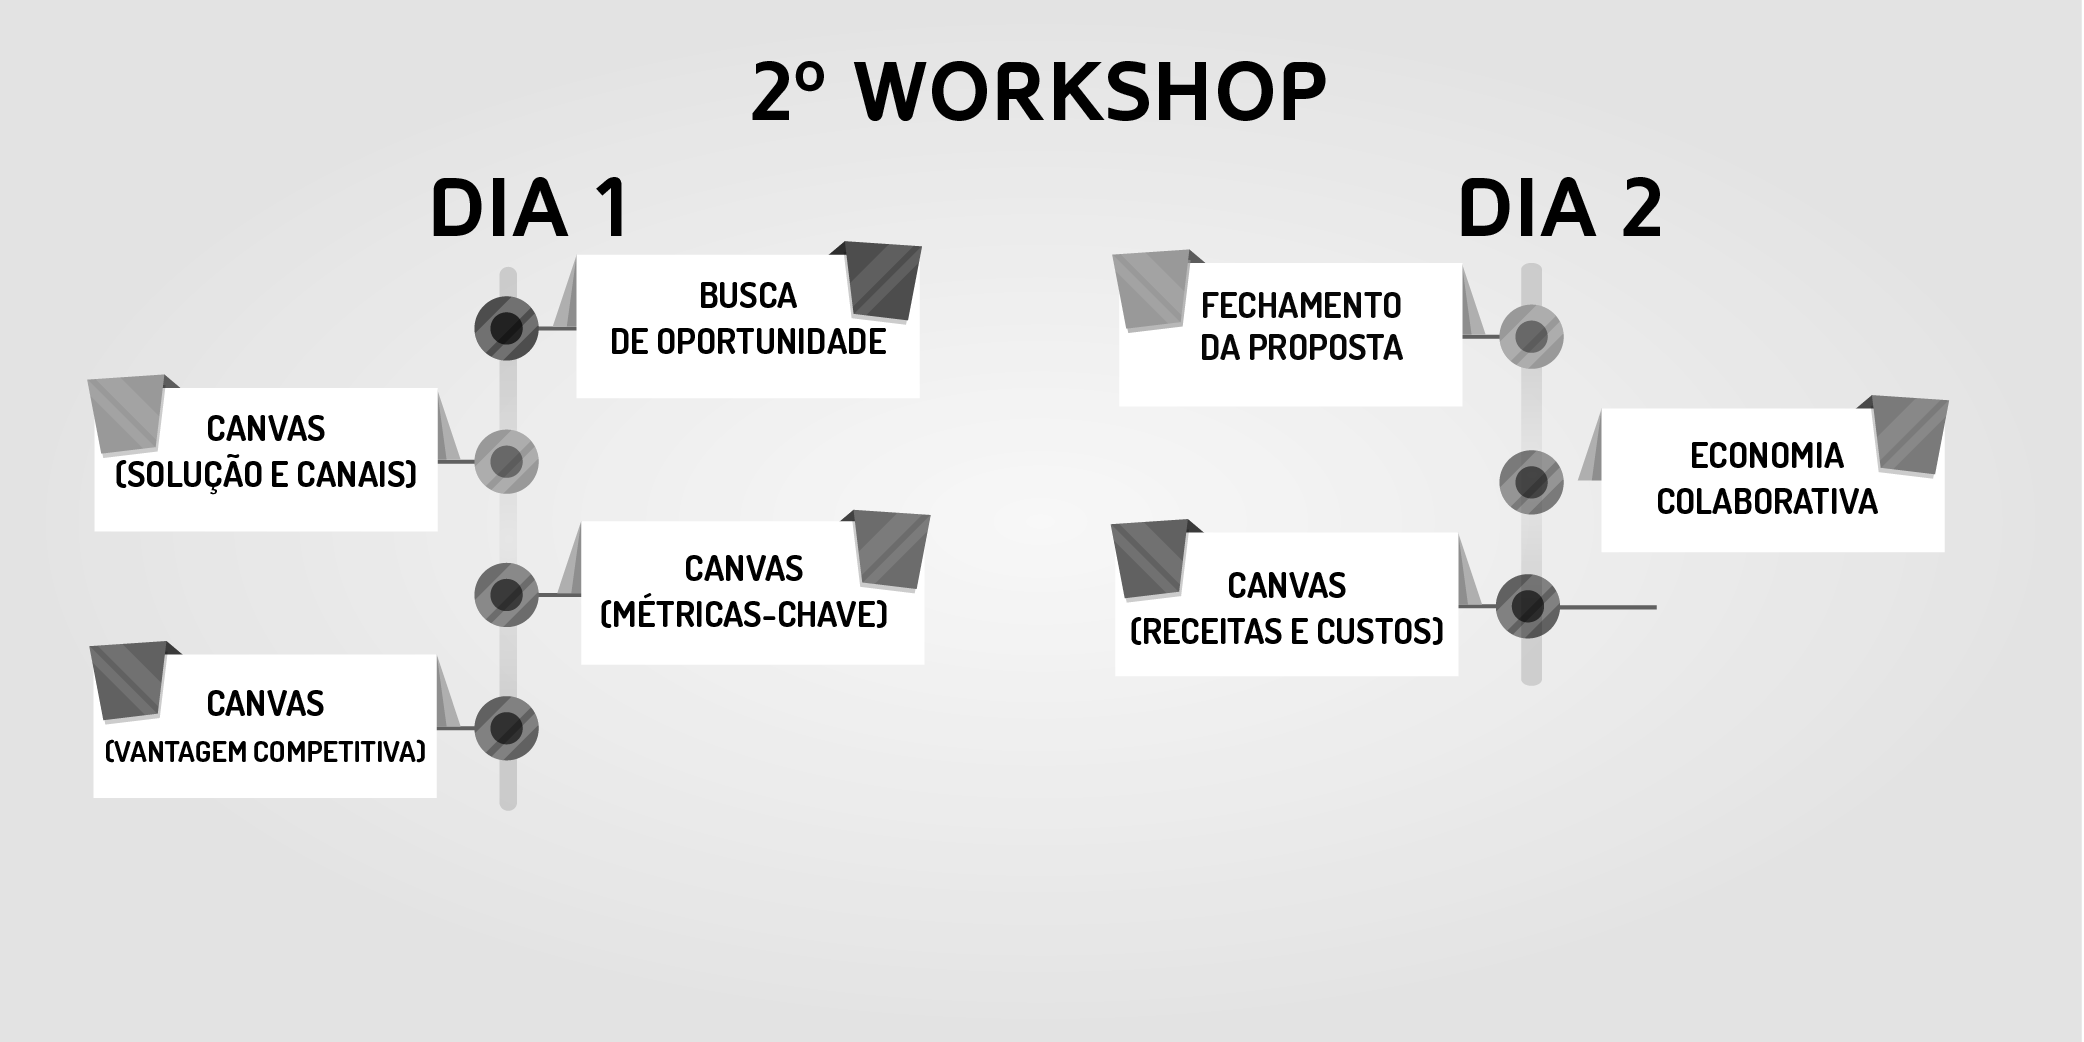 2º WORKSHOP
DIA 1
BUSCA
DE OPORTUNIDADE
CANVAS
(SOLUÇÃO E CANAIS)
CANVAS
(MÉTRICAS-CHAVE)
CANVAS
(VANTAGEM COMPETITIVA)
DIA 2
FECHAMENTO
DA PROPOSTA
ECONOMIA
COLABORATIVA
CANVAS
(RECEITAS E CUSTOS)